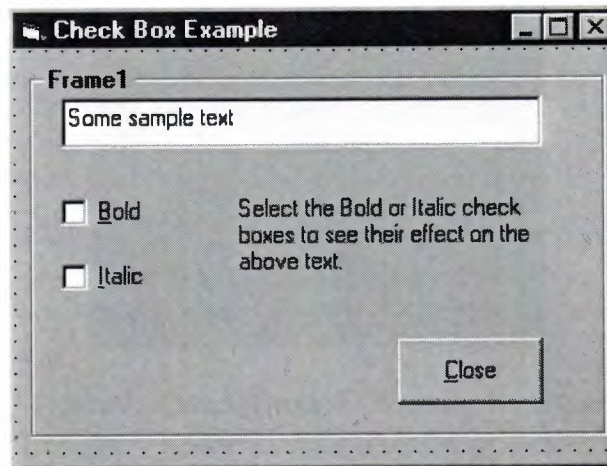 Check Box Example
Frame1
Some sample text
Bold
Select the Bold or Italic check
boxes to see their effect on the
above text.
Italic
Close